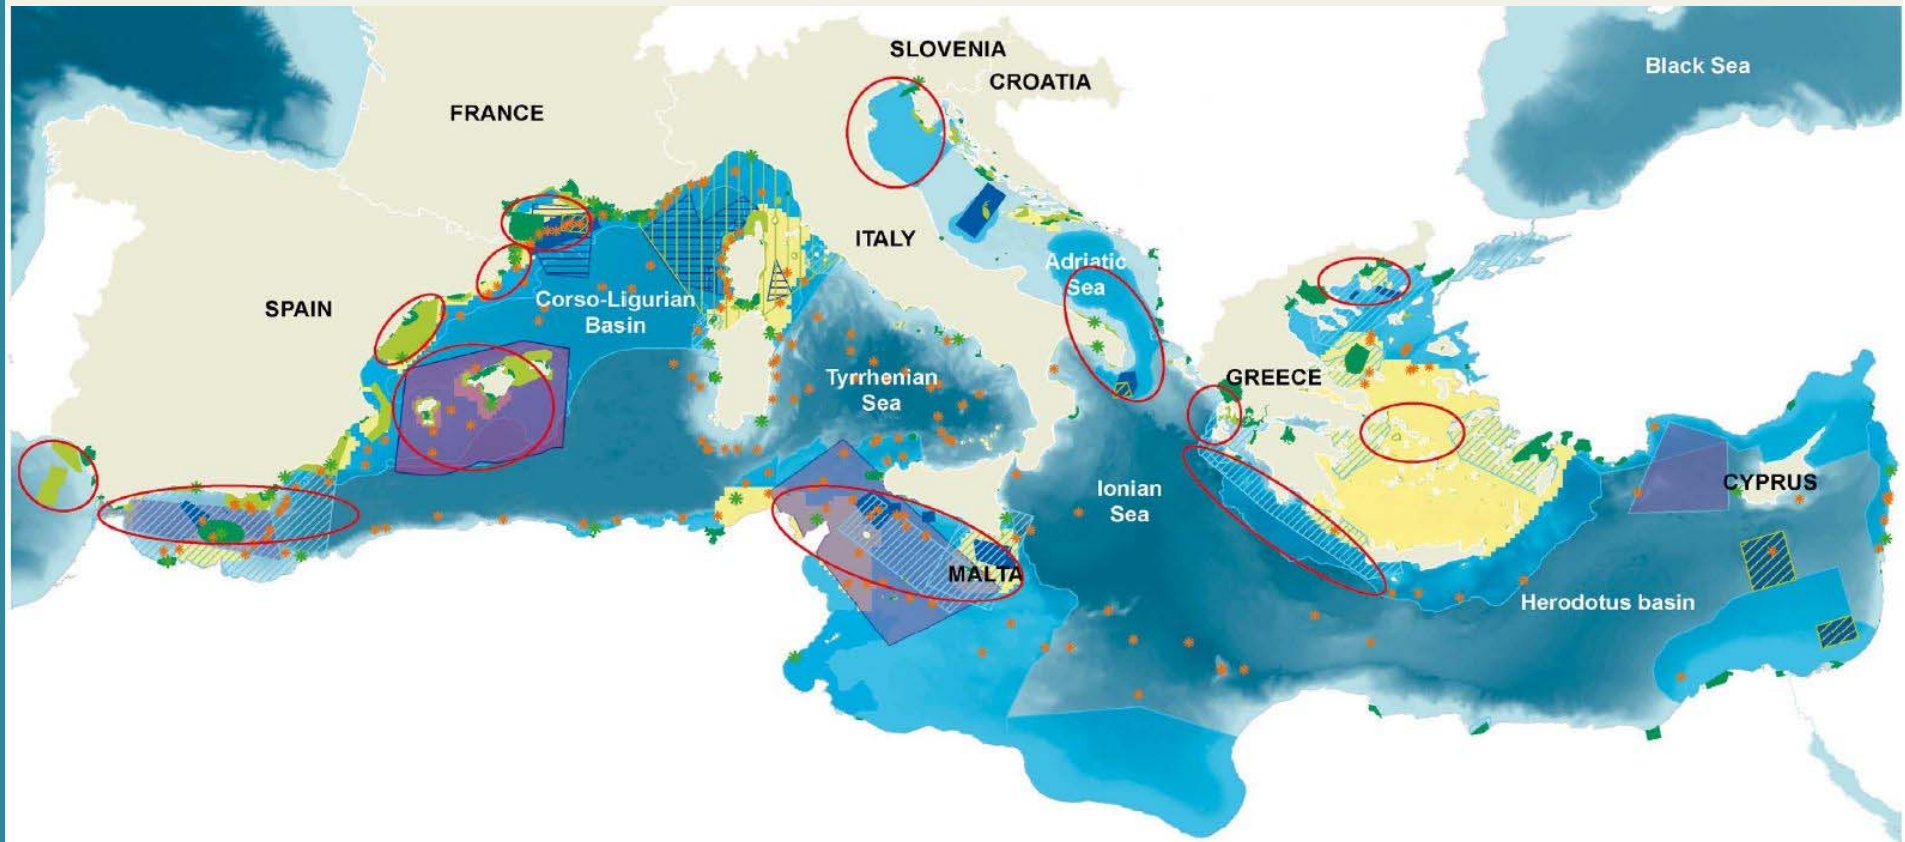 SLOVENIA
CROATIA
Black Sea
FRANCE
ITALY
Adriatic
Sea
SPAIN
Corso-Ligurian
Basin
Tyrrhenian
Sea
GREECE
Ionian
Sea
CYPRUS
MALTA
Herodotus basin